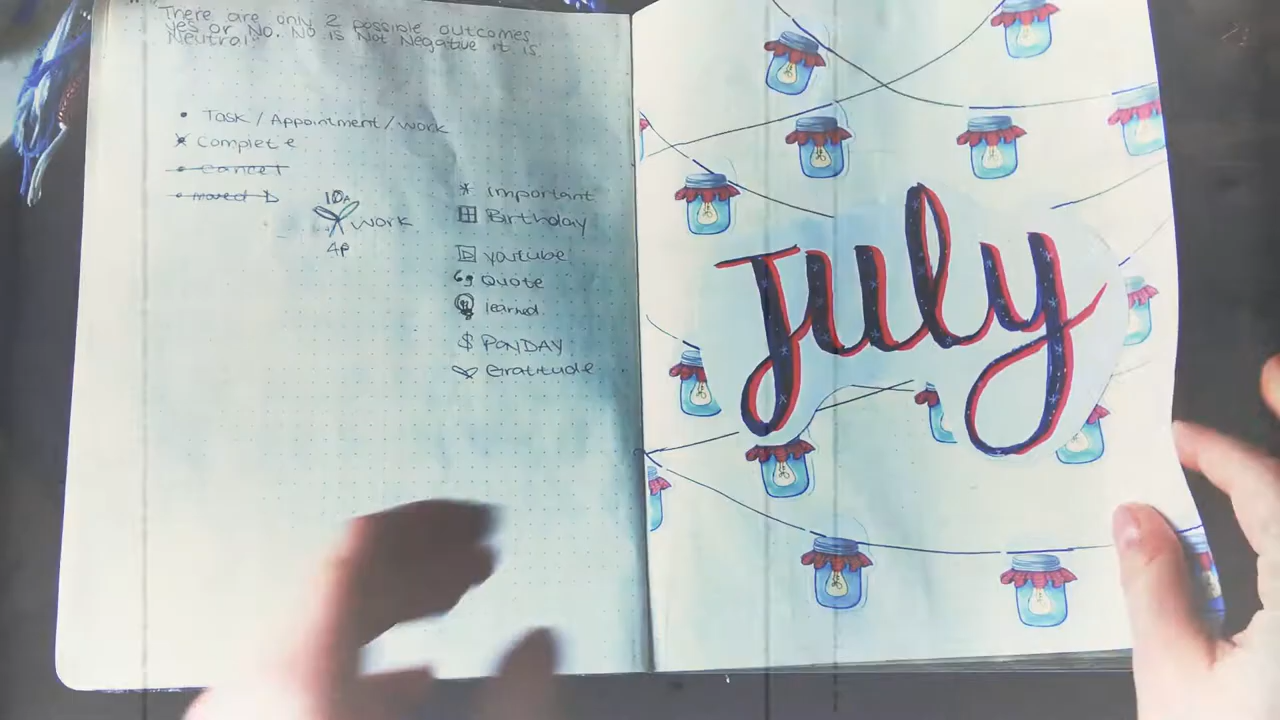 There are only 2 possible outcomes
Yes or No. No is Not Negative it is
Neutral.
• Task / Appointment / work
× Complete
• Cancel
• moved
10A
work
4P
* important
Birthday
youtube
69 Quote
learned
$ PAYDAY
Gratitude
July